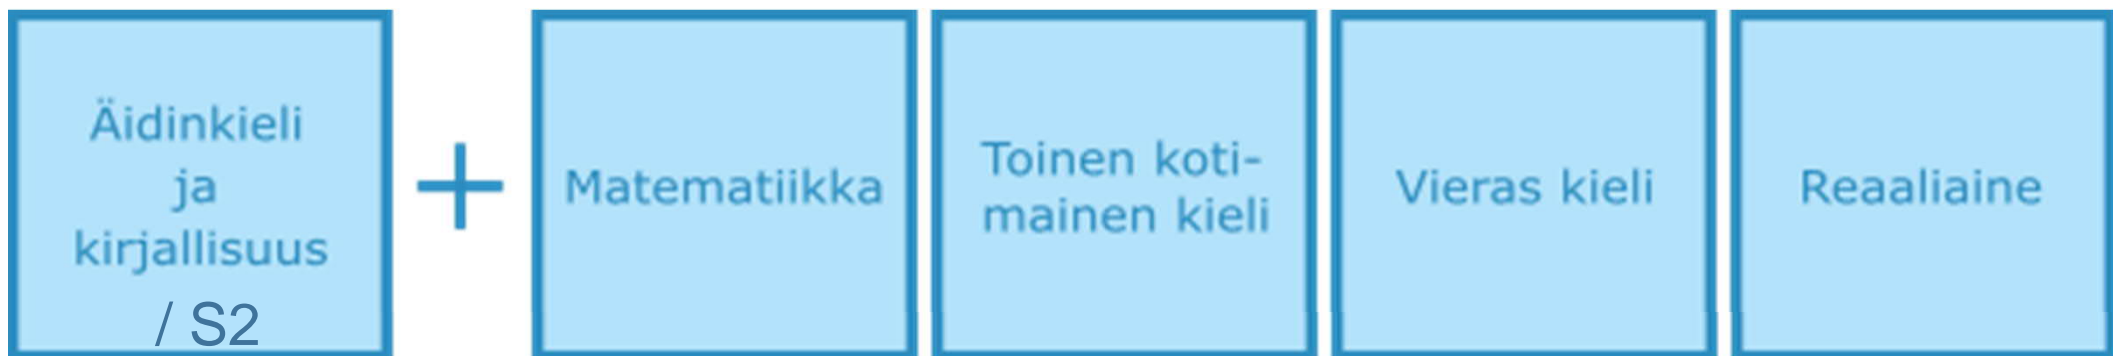 Äidinkieli
ja
kirjallisuus
/ S2
+
Matematiikka
Toinen koti-
mainen kieli
Vieras kieli
Reaaliaine